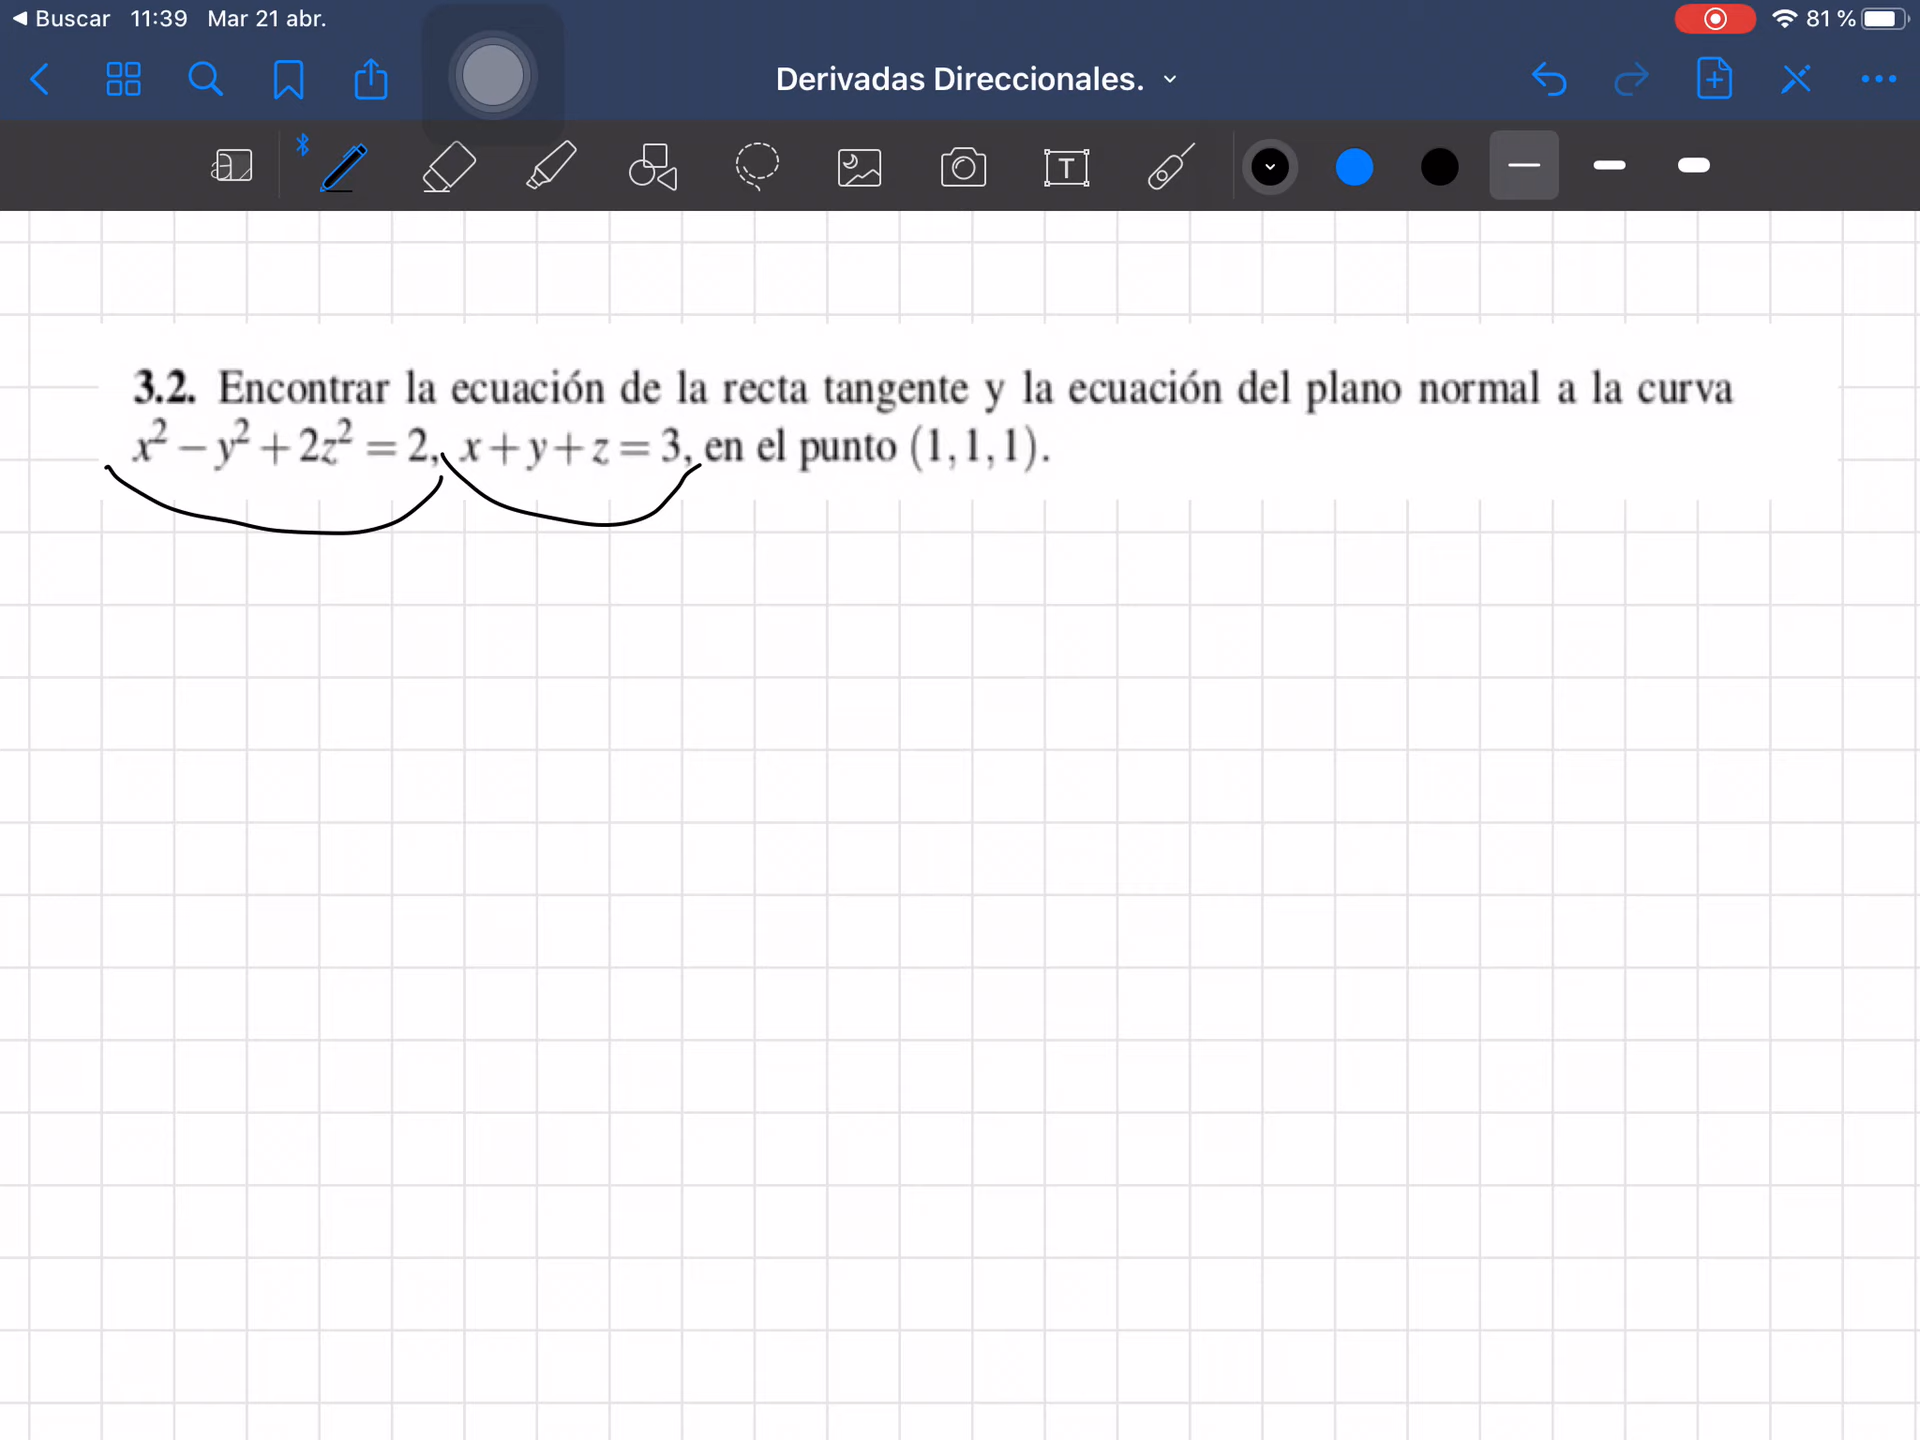 ◀ Buscar 11:39 Mar 21 abr. 81 %
Derivadas Direccionales.
T
3.2. Encontrar la ecuación de la recta tangente y la ecuación del plano normal a la curva
x² − y² + 2z² = 2, x + y + z = 3, en el punto (1,1,1).